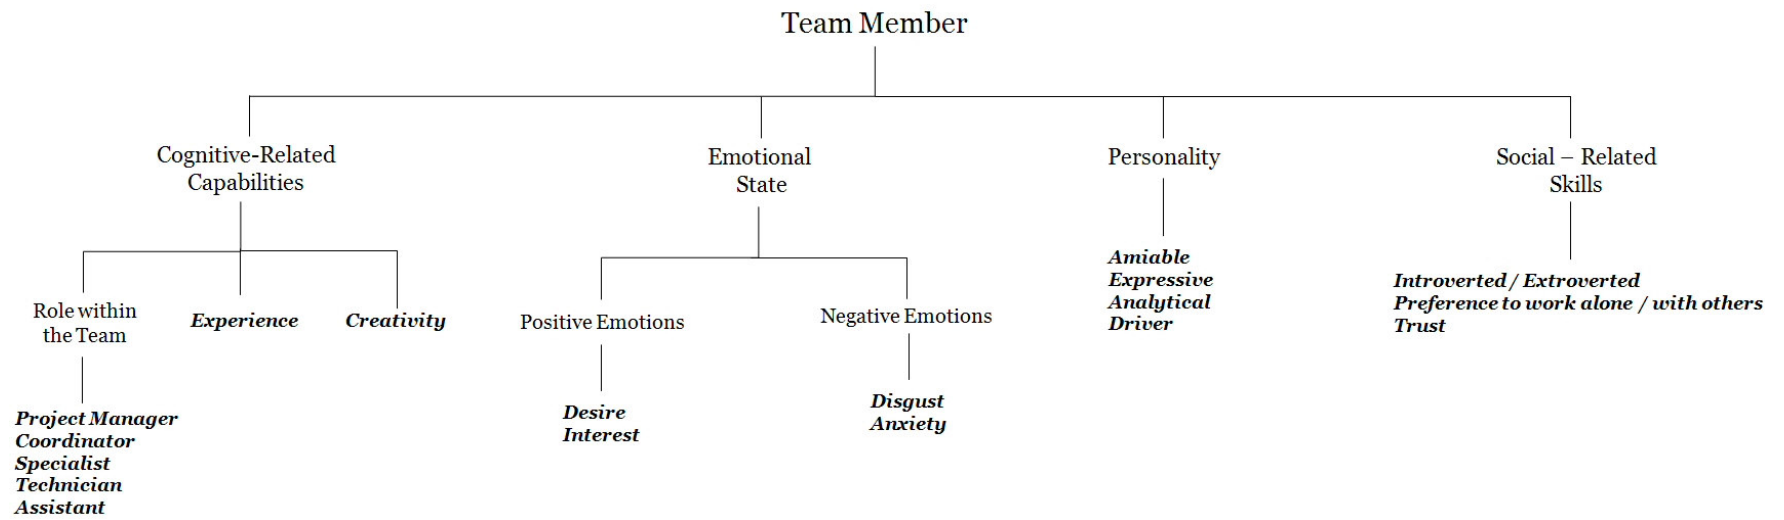 Team Member
Cognitive-Related
Capabilities
Emotional
State
Personality
Social – Related
Skills
Role within
the Team
Experience
Creativity
Positive Emotions
Negative Emotions
Amiable
Expressive
Analytical
Driver
Introverted / Extroverted
Preference to work alone / with others
Trust
Project Manager
Coordinator
Specialist
Technician
Assistant
Desire
Interest
Disgust
Anxiety